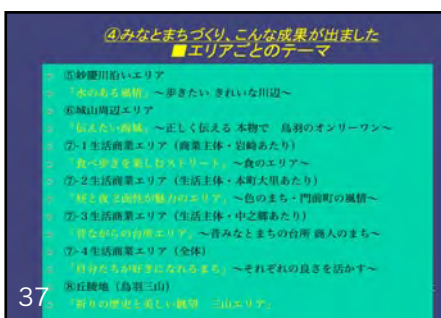 ④みなとまちづくり、こんな成果が出ました
■エリアごとのテーマ
⑤妙慶川沿いエリア
「水のある風情」～歩きたい きれいな川辺～
⑥城山周辺エリア
「伝えたい海城」～正しく伝える 本物で 鳥羽のオンリーワン～
⑦-1生活商業エリア(商業主体・岩崎あたり)
「食べ歩きを楽しむストリート」～食のエリア～
⑦-2生活商業エリア(生活主体・本町大里あたり)
「昼と夜2面性が魅力のエリア」～色のまち・門前町の風情～
⑦-3生活商業エリア(生活主体・中之郷あたり)
「昔ながらの台所エリア」～昔みなとまちの台所 商人のまち～
⑦-4生活商業エリア(全体)
「自分たちが好きになれるまち」～それぞれの良さを活かす～
⑧丘陵地(鳥羽三山)
「祈りの歴史と美しい眺望 三山エリア」
37